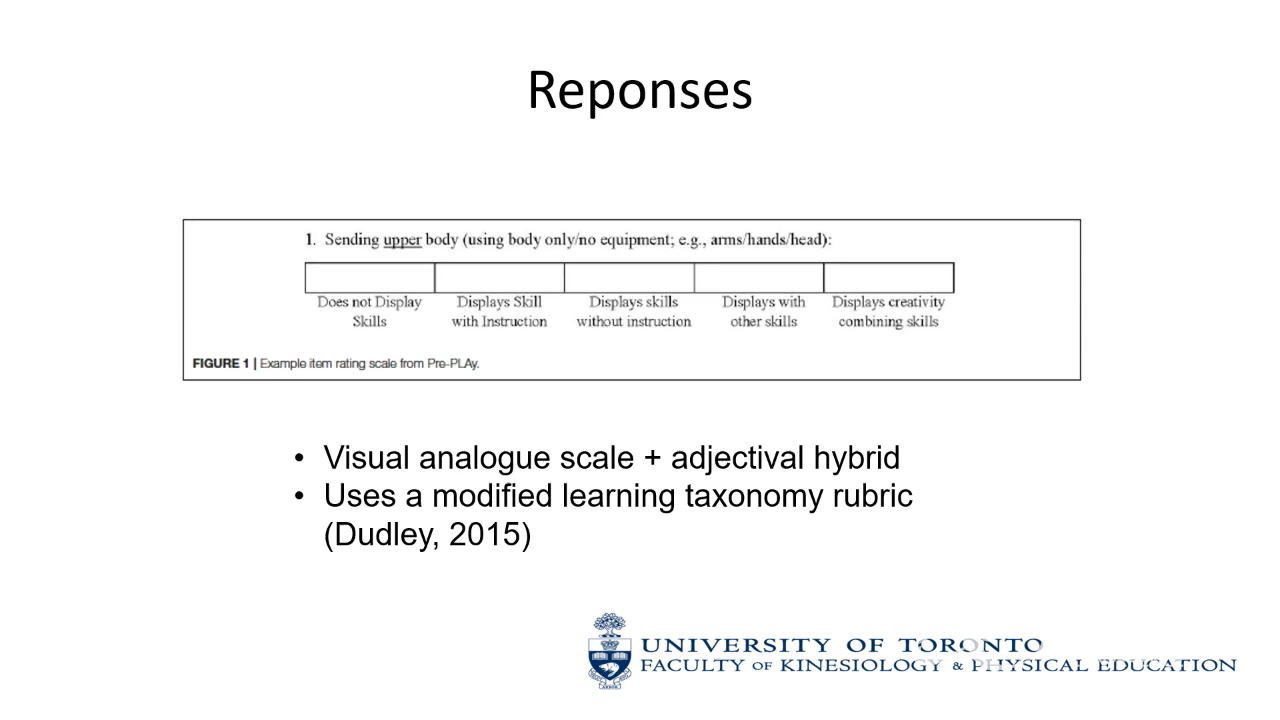 Reponses
1. Sending upper body (using body only/no equipment; e.g., arms/hands/head):
Does not Display Skills
Displays Skill with Instruction
Displays skills without instruction
Displays with other skills
Displays creativity combining skills
FIGURE 1 | Example item rating scale from Pre-PLAy.
• Visual analogue scale + adjectival hybrid
• Uses a modified learning taxonomy rubric
(Dudley, 2015)
UNIVERSITY OF TORONTO
FACULTY OF KINESIOLOGY & PHYSICAL EDUCATION